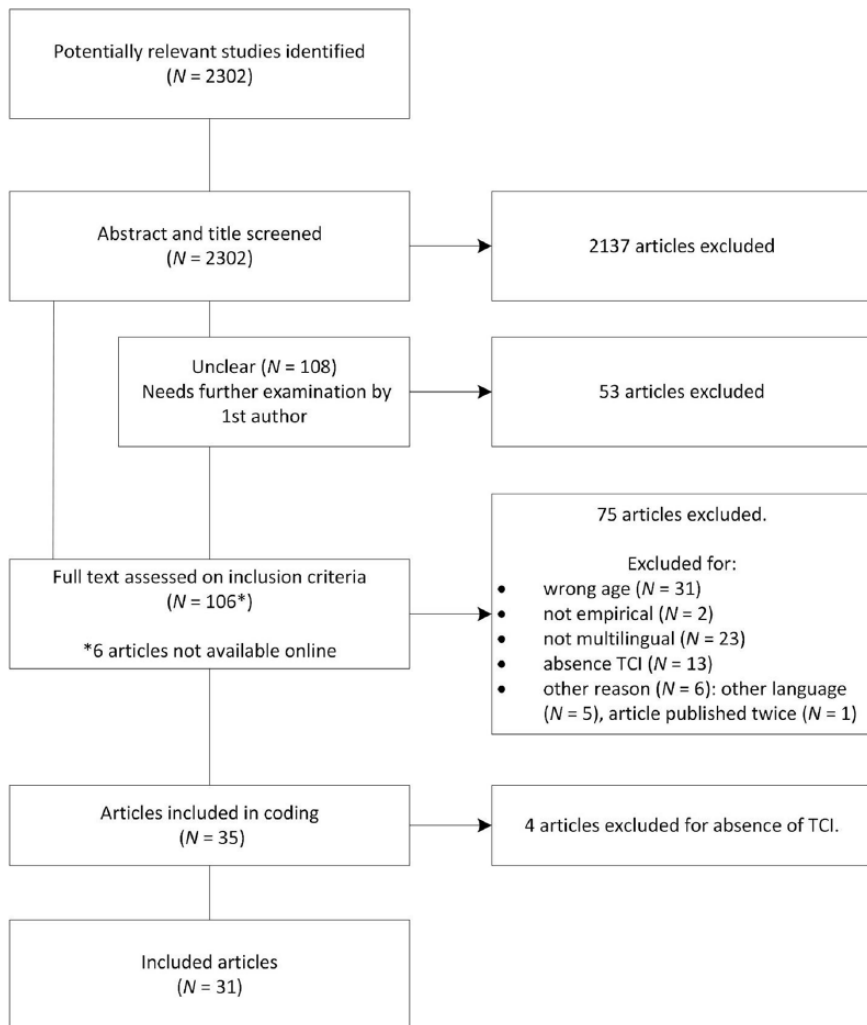 Potentially relevant studies identified
(N = 2302)
Abstract and title screened
(N = 2302)
2137 articles excluded
Unclear (N = 108)
Needs further examination by
1st author
53 articles excluded
Full text assessed on inclusion criteria
(N = 106*)
*6 articles not available online
75 articles excluded.
Excluded for:
• wrong age (N = 31)
• not empirical (N = 2)
• not multilingual (N = 23)
• absence TCI (N = 13)
• other reason (N = 6): other language
(N = 5), article published twice (N = 1)
Articles included in coding
(N = 35)
4 articles excluded for absence of TCI.
Included articles
(N = 31)